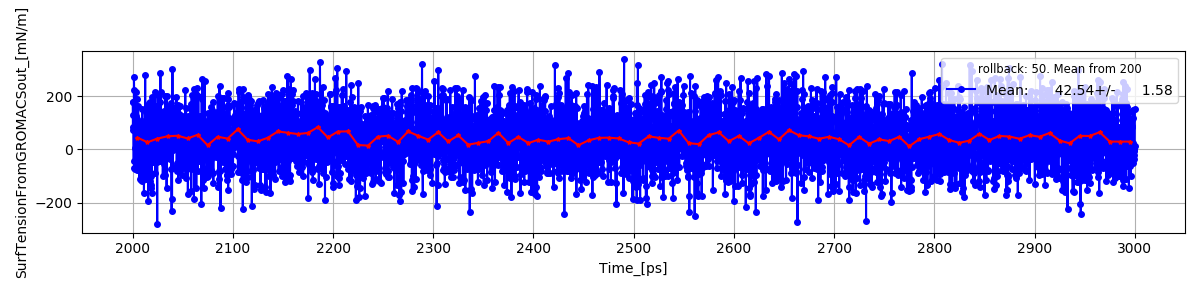 SurfTensionFromGROMACSout_[mN/m]
200
0
−200
rollback: 50. Mean from 200
Mean: 42.54+/- 1.58
2000 2100 2200 2300 2400 2500 2600 2700 2800 2900 3000
Time_[ps]